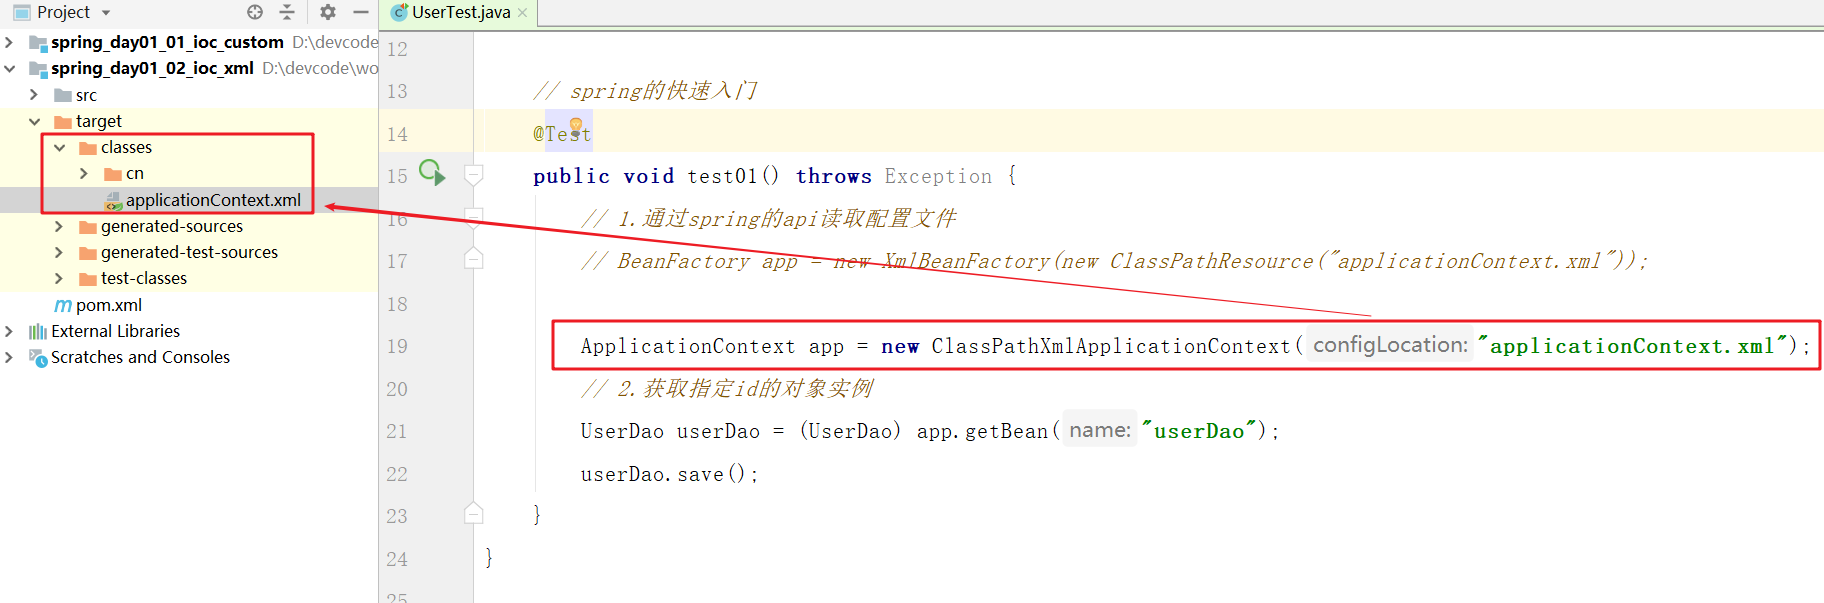 Project
spring_day01_01_ioc_custom D:\devcode
spring_day01_02_ioc_xml D:\devcode\wo
src
target
classes
cn
applicationContext.xml
generated-sources
generated-test-sources
test-classes
pom.xml
External Libraries
Scratches and Consoles
UserTest.java
12
13 // spring的快速入门
14 @Test
15 public void test01() throws Exception {
16 // 1.通过spring的api读取配置文件
17 // BeanFactory app = new XmlBeanFactory(new ClassPathResource("applicationContext.xml"));
18
19 ApplicationContext app = new ClassPathXmlApplicationContext( configLocation: "applicationContext.xml");
20 // 2.获取指定id的对象实例
21 UserDao userDao = (UserDao) app.getBean( name: "userDao");
22 userDao.save();
23 }
24 }
25